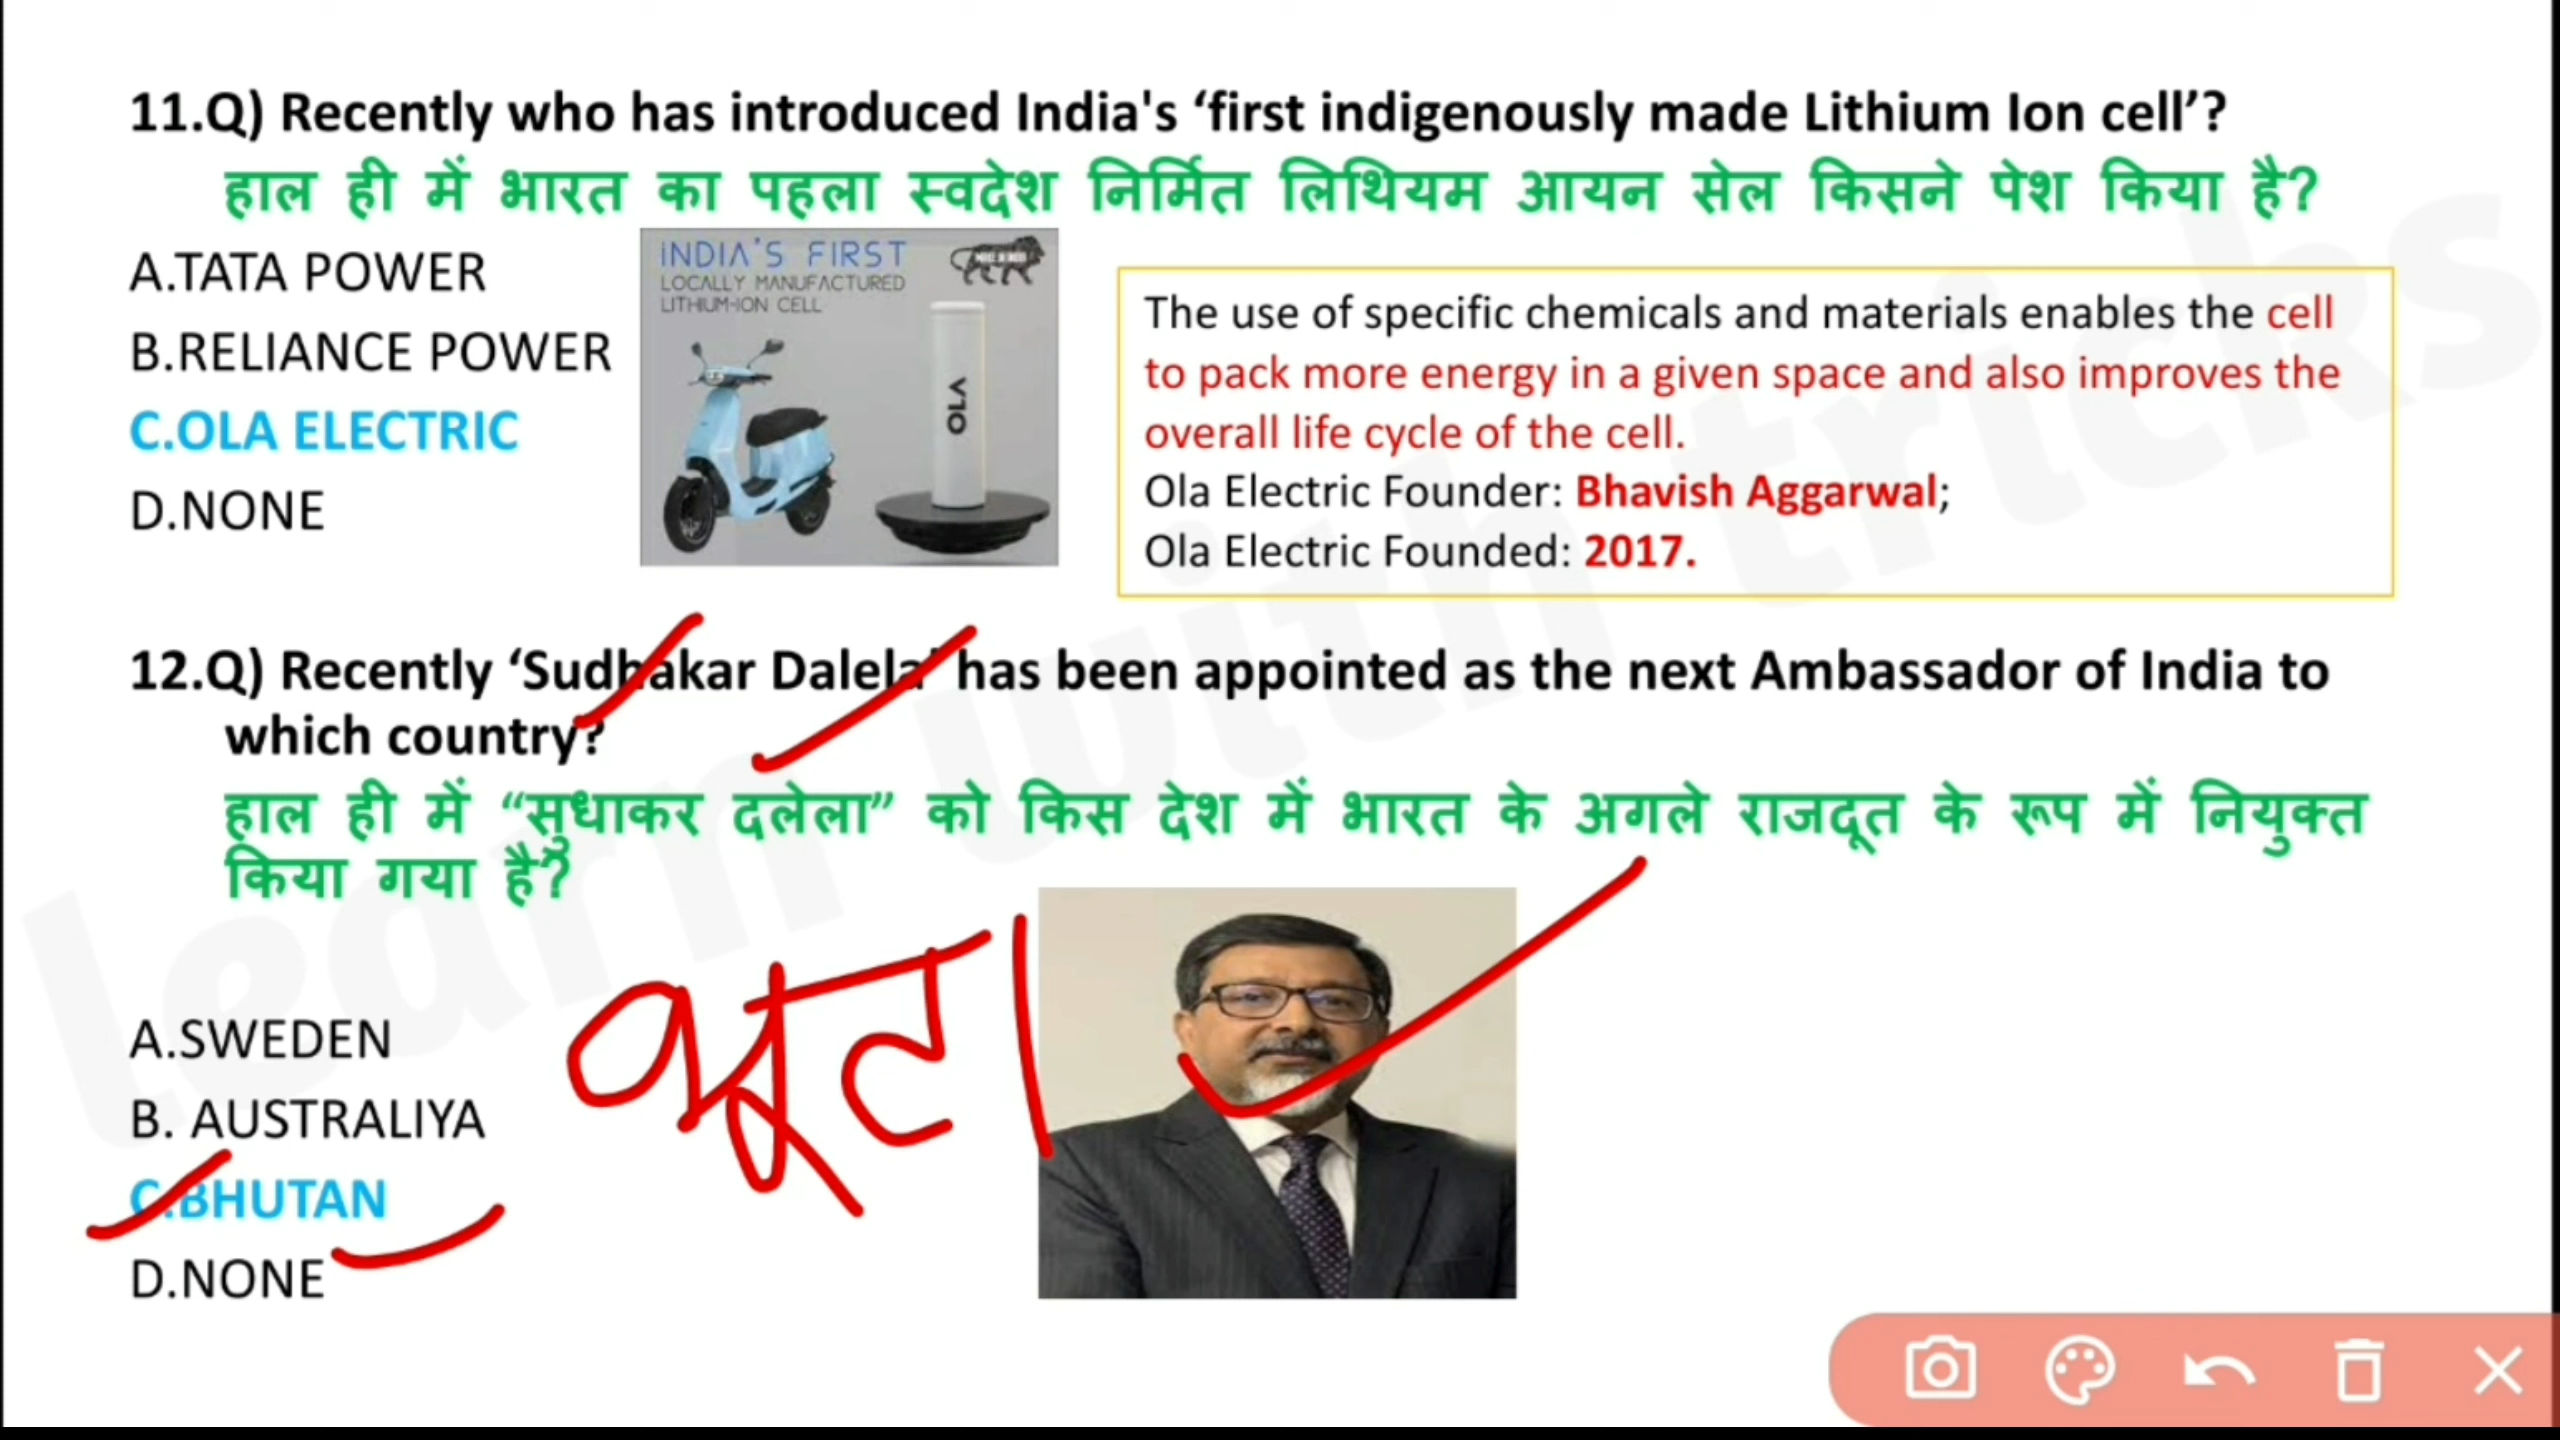 11.Q) Recently who has introduced India's ‘first indigenously made Lithium Ion cell’?
हाल ही में भारत का पहला स्वदेश निर्मित लिथियम आयन सेल किसने पेश किया है?
A.TATA POWER
B.RELIANCE POWER
C.OLA ELECTRIC
D.NONE
INDIA'S FIRST
LOCALLY MANUFACTURED
LITHIUM-ION CELL
OLA
The use of specific chemicals and materials enables the cell
to pack more energy in a given space and also improves the
overall life cycle of the cell.
Ola Electric Founder: Bhavish Aggarwal;
Ola Electric Founded: 2017.
12.Q) Recently ‘Sudhakar Dalela’ has been appointed as the next Ambassador of India to
which country?
हाल ही में “सुधाकर दलेला” को किस देश में भारत के अगले राजदूत के रूप में नियुक्त
किया गया है?
A.SWEDEN
B. AUSTRALIYA
C.BHUTAN
D.NONE
भूटा
learn with tricks